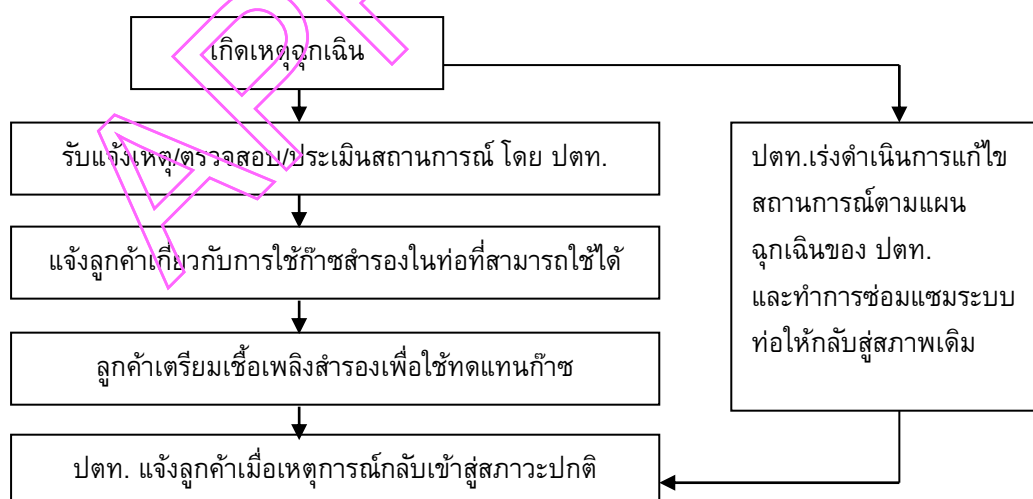 เกิดเหตุฉุกเฉิน
รับแจ้งเหตุ/ตรวจสอบ/ประเมินสถานการณ์ โดย ปตท.
แจ้งลูกค้าเกี่ยวกับการใช้ก๊าซสำรองในท่อที่สามารถใช้ได้
ลูกค้าเตรียมเชื้อเพลิงสำรองเพื่อใช้ทดแทนก๊าซ
ปตท. แจ้งลูกค้าเมื่อเหตุการณ์กลับเข้าสู่สภาวะปกติ
ปตท.เร่งดำเนินการแก้ไข
สถานการณ์ตามแผน
ฉุกเฉินของ ปตท.
และทำการซ่อมแซมระบบ
ท่อให้กลับสู่สภาพเดิม